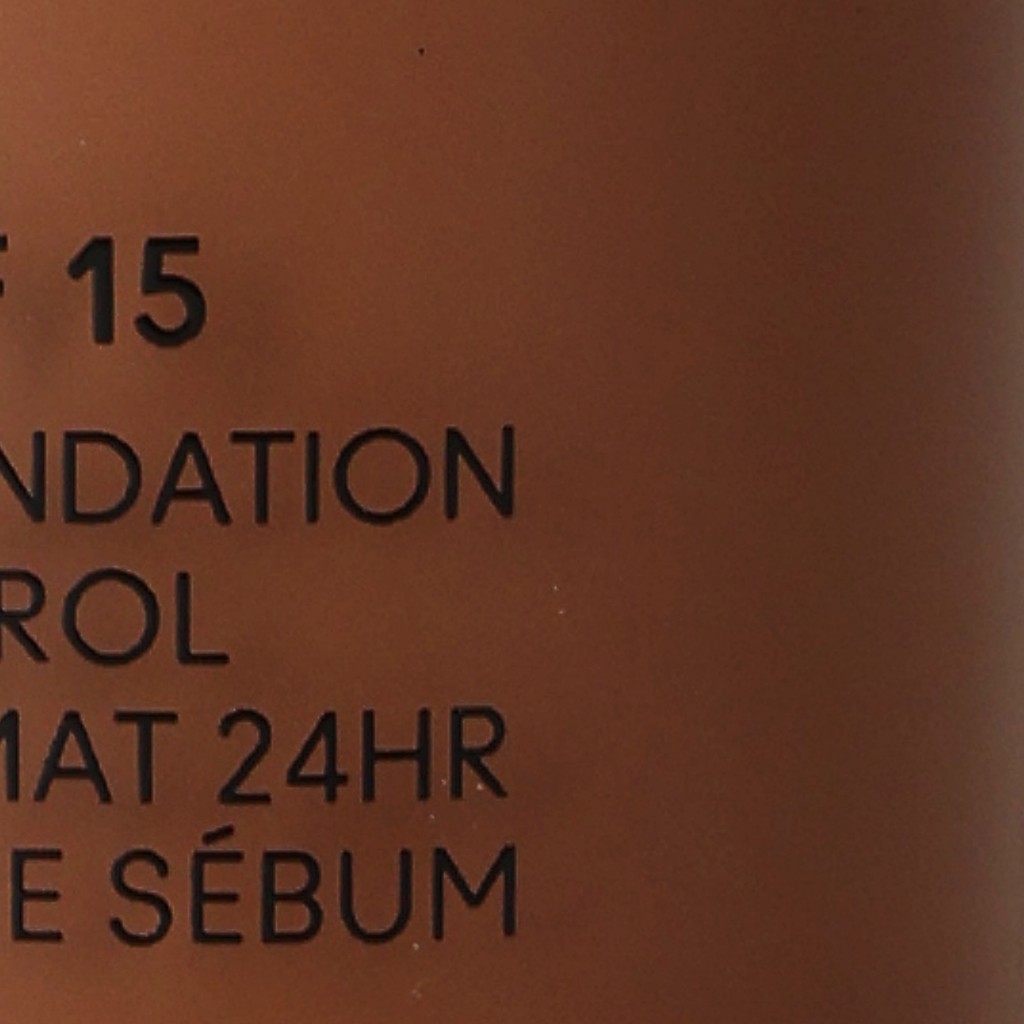 F 15
NDATION
ROL
MAT 24HR
E SÉBUM